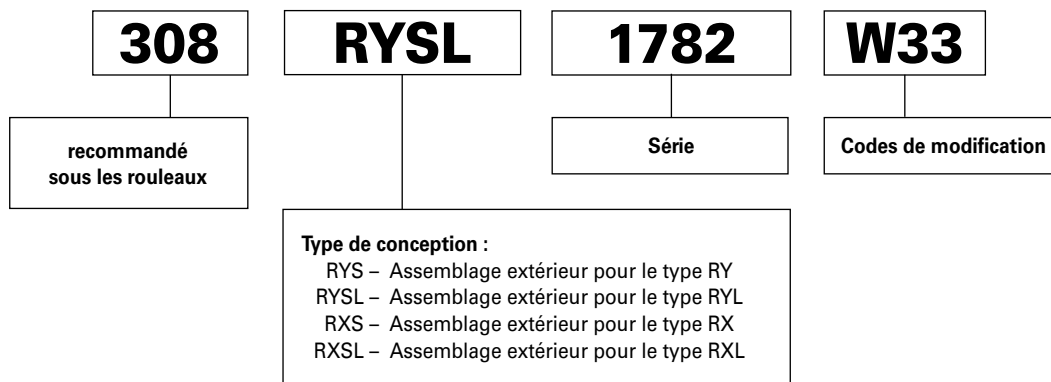 308 RYSL 1782 W33
recommandé
sous les rouleaux
Série
Codes de modification
Type de conception :
RYS – Assemblage extérieur pour le type RY
RYSL – Assemblage extérieur pour le type RYL
RXS – Assemblage extérieur pour le type RX
RXSL – Assemblage extérieur pour le type RXL